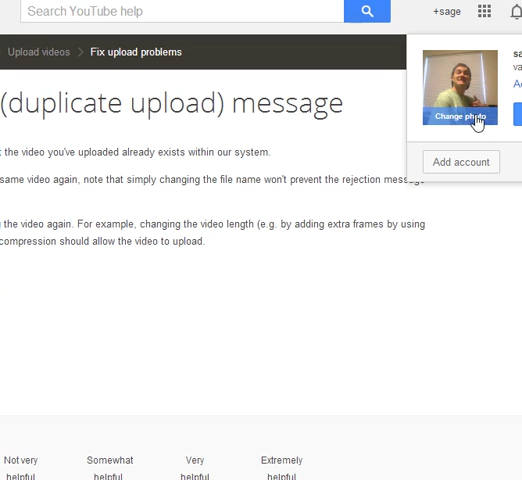 Search YouTube help
+sage
Upload videos
Fix upload problems
(duplicate upload) message
t the video you've uploaded already exists within our system.
same video again, note that simply changing the file name won't prevent the rejection message
the video again. For example, changing the video length (e.g. by adding extra frames by using
compression should allow the video to upload.
sa
va
Change photo
Add account
Not very helpful
Somewhat helpful
Very helpful
Extremely helpful